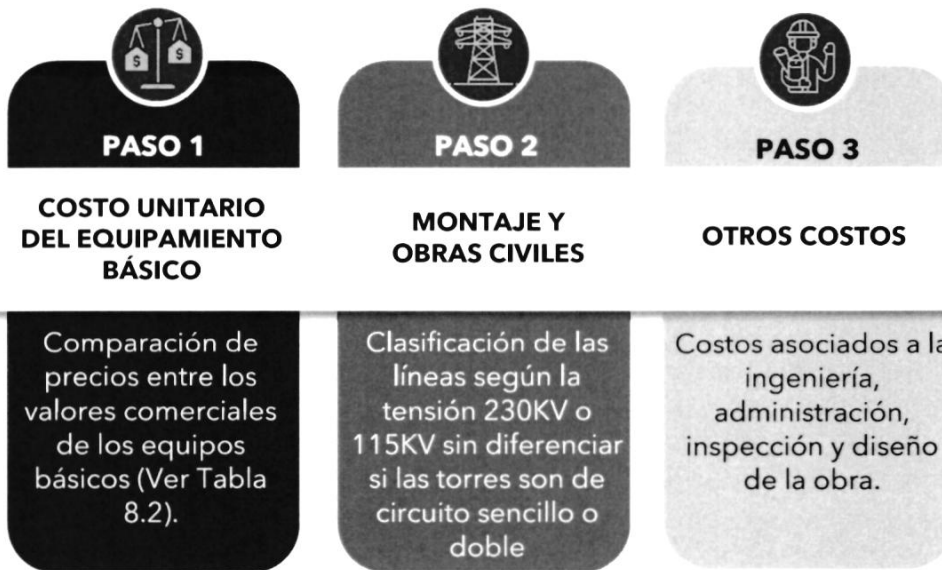 $ $
PASO 1
COSTO UNITARIO
DEL EQUIPAMIENTO
BÁSICO
Comparación de
precios entre los
valores comerciales
de los equipos
básicos (Ver Tabla
8.2).
PASO 2
MONTAJE Y
OBRAS CIVILES
Clasificación de las
líneas según la
tensión 230KV o
115KV sin diferenciar
si las torres son de
circuito sencillo o
doble
PASO 3
OTROS COSTOS
Costos asociados a la
ingeniería,
administración,
inspección y diseño
de la obra.